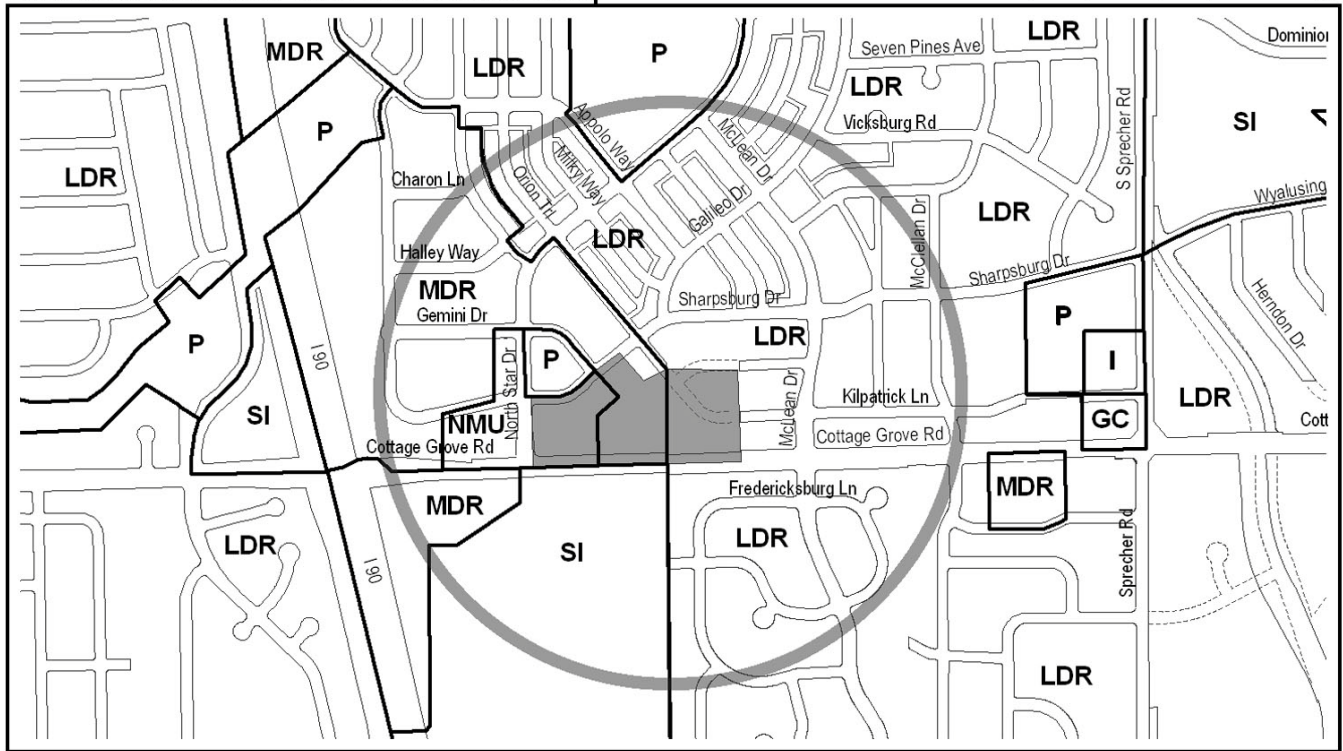 MDR
LDR
P
LDR
Seven Pines Ave
Dominion
LDR
Vicksburg Rd
S Sprecher Rd
SI
P
Appolo Way
McLean Dr
LDR
Charon Ln
Orion Trl
Milky Way
Galileo Dr
LDR
Wyalusing
Halley Way
LDR
McClellan Dr
Sharpsburg Dr
MDR
Gemini Dr
Sharpsburg Dr
P
Herndon Dr
P
I90
North Star Dr
P
LDR
I
SI
NMU
McLean Dr
Kilpatrick Ln
LDR
GC
Cottage Grove Rd
Cottage Grove Rd
Cott
MDR
Fredericksburg Ln
MDR
LDR
I90
SI
LDR
Sprecher Rd
LDR